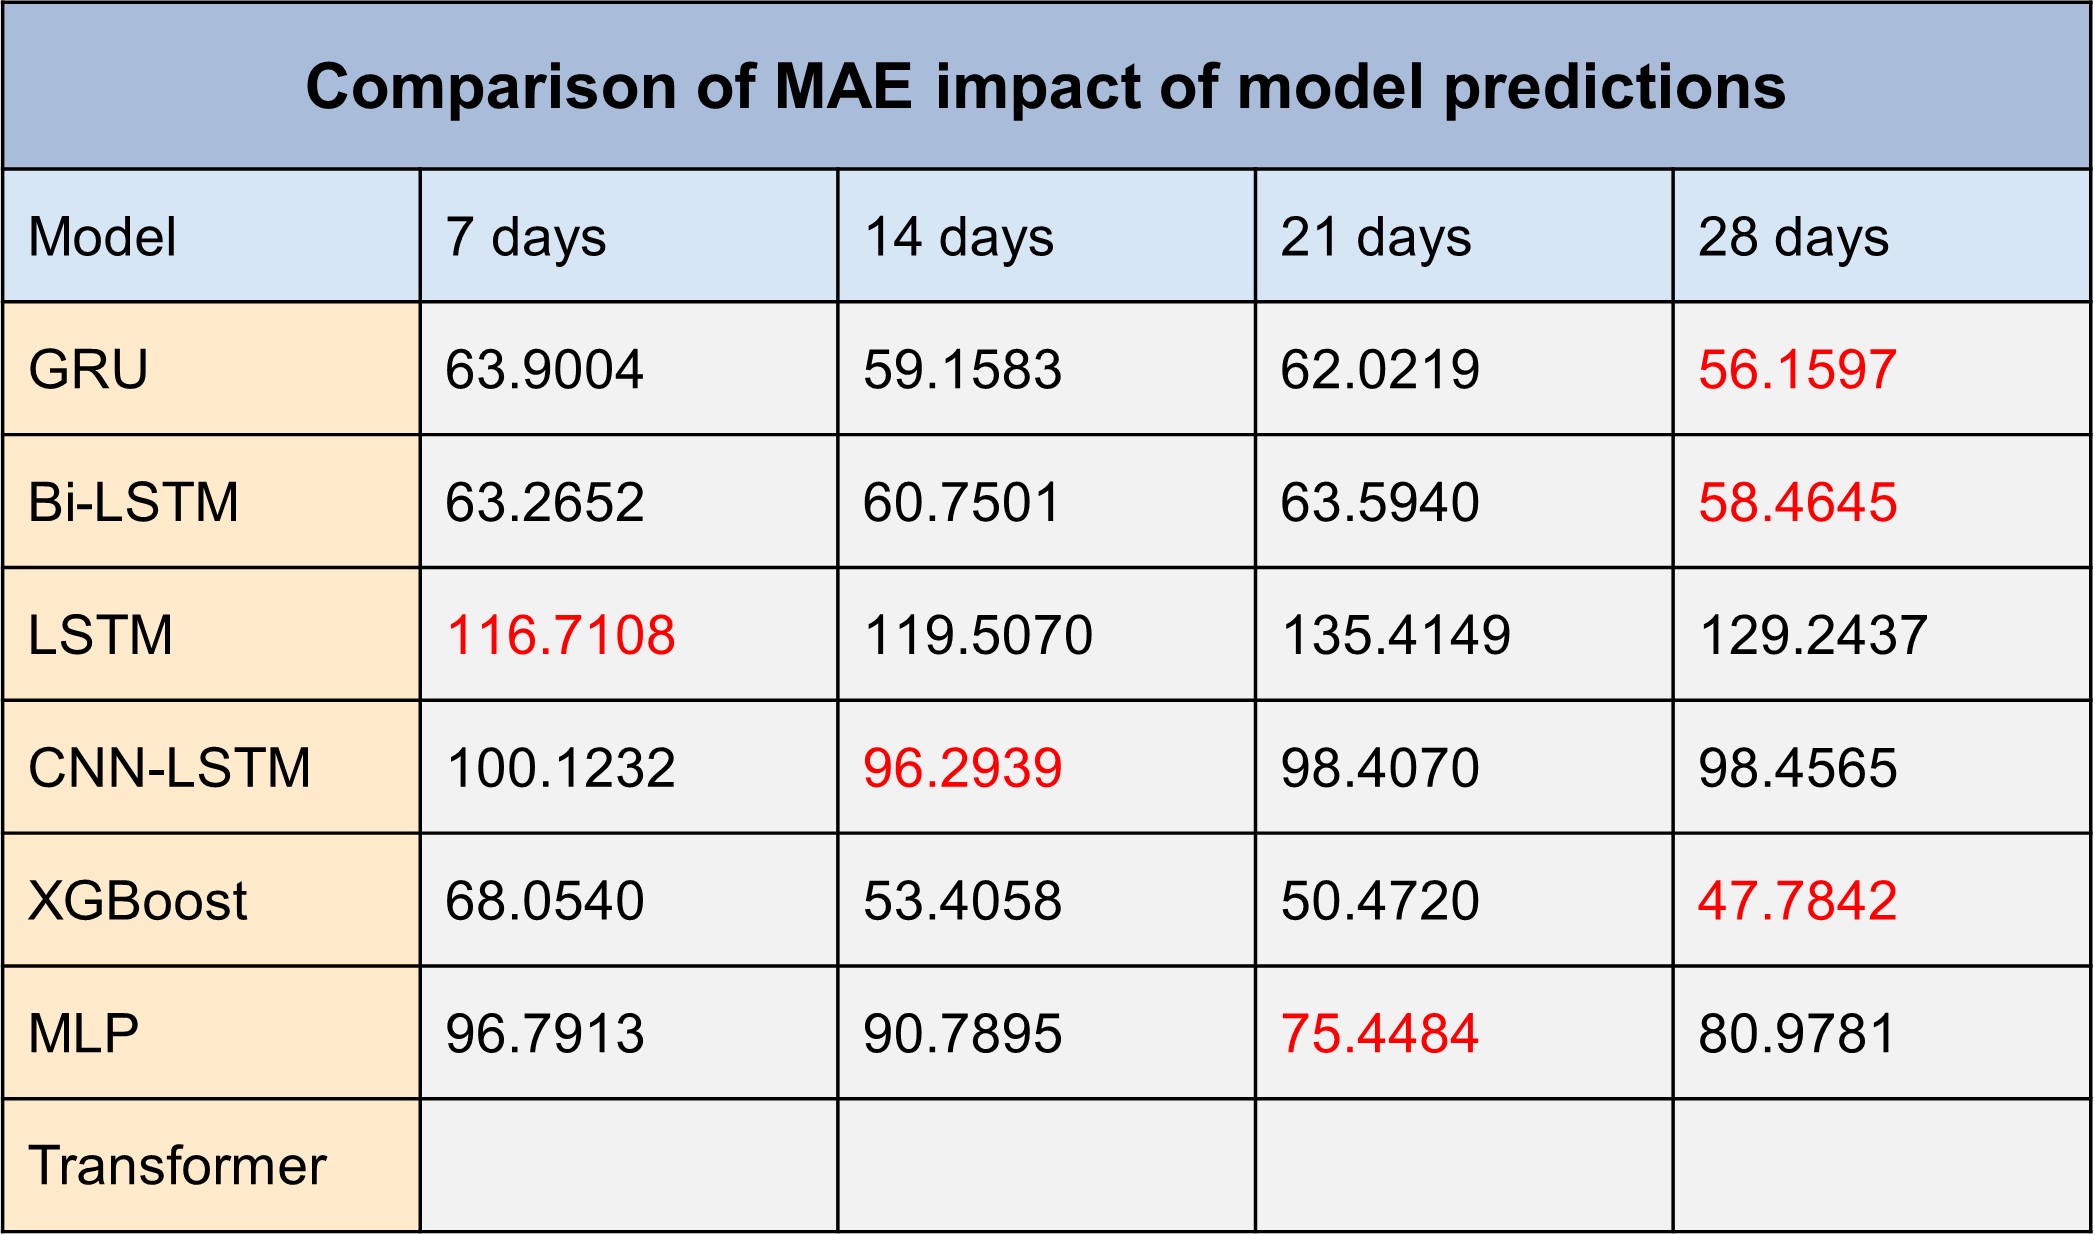 Comparison of MAE impact of model predictions
Model 7 days 14 days 21 days 28 days
GRU 63.9004 59.1583 62.0219 56.1597
Bi-LSTM 63.2652 60.7501 63.5940 58.4645
LSTM 116.7108 119.5070 135.4149 129.2437
CNN-LSTM 100.1232 96.2939 98.4070 98.4565
XGBoost 68.0540 53.4058 50.4720 47.7842
MLP 96.7913 90.7895 75.4484 80.9781
Transformer